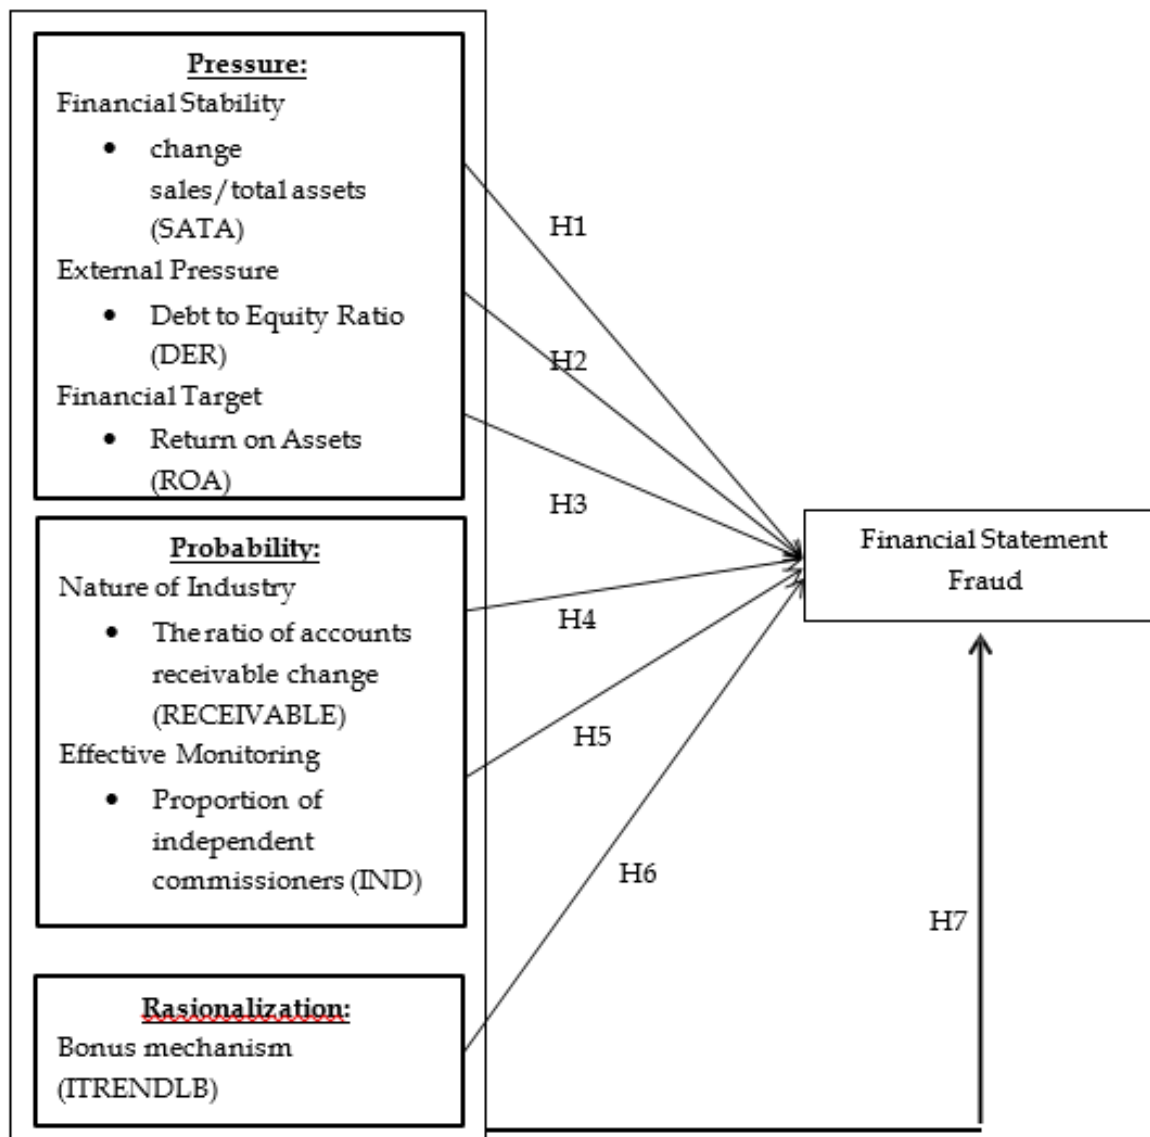 Pressure:
Financial Stability
• change
sales/total assets
(SATA)
External Pressure
• Debt to Equity Ratio
(DER)
Financial Target
• Return on Assets
(ROA)
Probability:
Nature of Industry
• The ratio of accounts
receivable change
(RECEIVABLE)
Effective Monitoring
• Proportion of
independent
commissioners (IND)
Rasionalization:
Bonus mechanism
(ITRENDLB)
H1
H2
H3
H4
H5
H6
H7
Financial Statement
Fraud